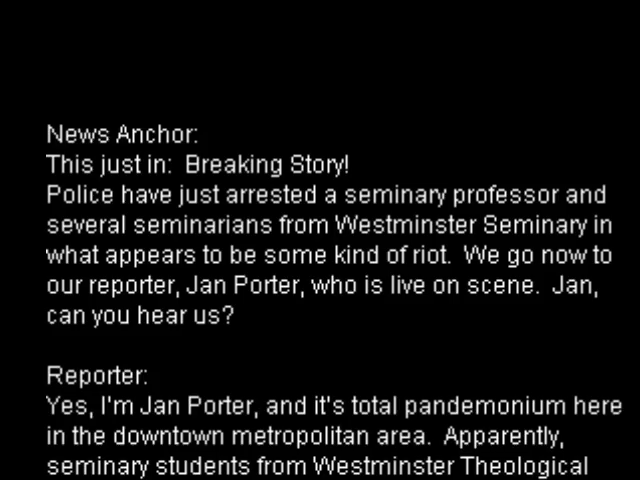 News Anchor:
This just in:  Breaking Story!
Police have just arrested a seminary professor and
several seminarians from Westminster Seminary in
what appears to be some kind of riot.  We go now to
our reporter, Jan Porter, who is live on scene.  Jan,
can you hear us?
Reporter:
Yes, I'm Jan Porter, and it's total pandemonium here
in the downtown metropolitan area.  Apparently,
seminary students from Westminster Theological